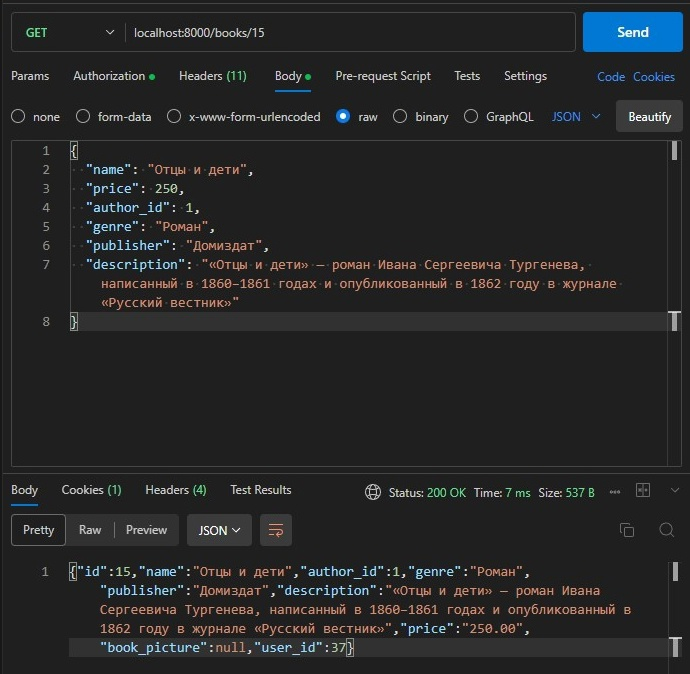 GET localhost:8000/books/15 Send
Params Authorization Headers (11) Body Pre-request Script Tests Settings Code Cookies
none form-data x-www-form-urlencoded raw binary GraphQL JSON Beautify
1 {
2 "name": "Отцы и дети",
3 "price": 250,
4 "author_id": 1,
5 "genre": "Роман",
6 "publisher": "Домиздат",
7 "description": "«Отцы и дети» — роман Ивана Сергеевича Тургенева,
написанный в 1860–1861 годах и опубликованный в 1862 году в журнале
«Русский вестник»"
8 }
Body Cookies (1) Headers (4) Test Results Status: 200 OK Time: 7 ms Size: 537 B
Pretty Raw Preview JSON
1 {"id":15,"name":"Отцы и дети","author_id":1,"genre":"Роман",
"publisher":"Домиздат","description":"«Отцы и дети» — роман Ивана
Сергеевича Тургенева, написанный в 1860–1861 годах и опубликованный в
1862 году в журнале «Русский вестник»","price":"250.00",
"book_picture":null,"user_id":37}